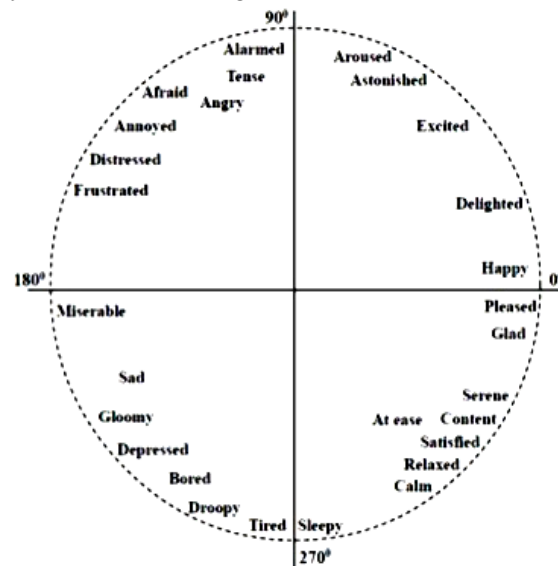 90⁰
Alarmed
Aroused
Tense
Astonished
Afraid
Angry
Annoyed
Excited
Distressed
Frustrated
Delighted
Happy
180⁰
0⁰
Miserable
Pleased
Glad
Sad
Serene
Gloomy
At ease
Content
Satisfied
Depressed
Relaxed
Bored
Calm
Droopy
Tired
Sleepy
270⁰